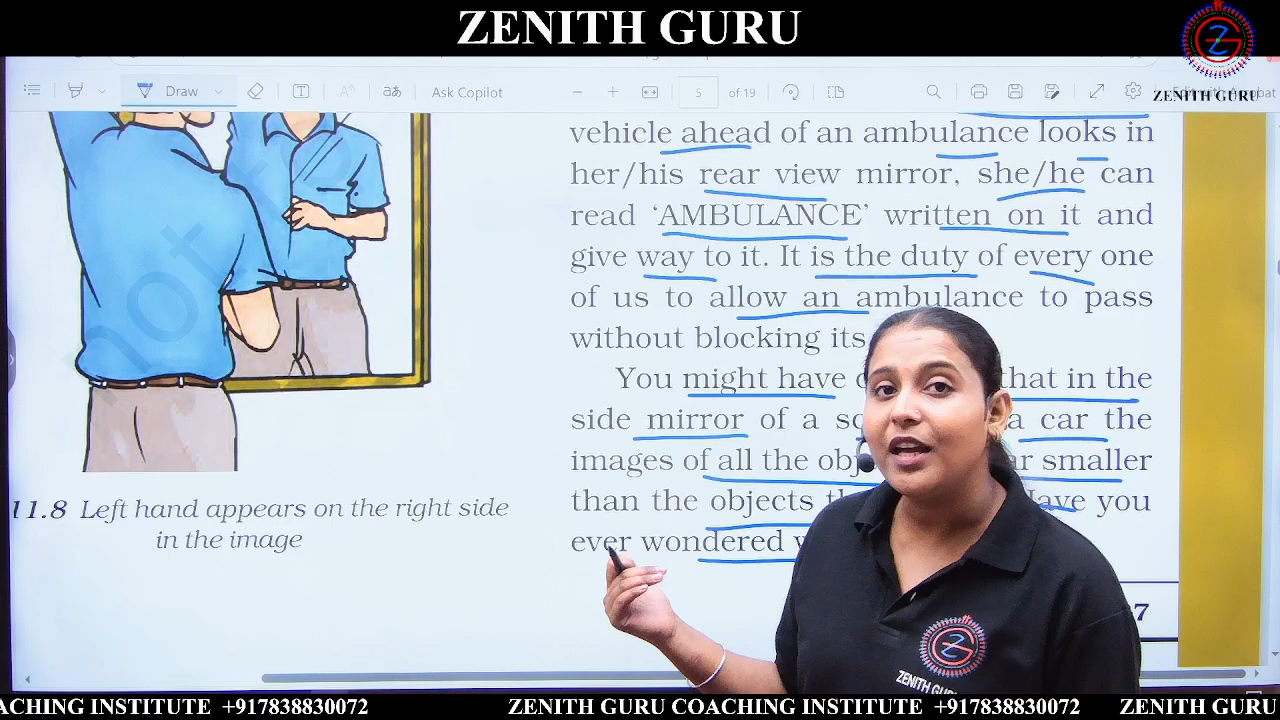 ZENITH GURU
ZENITH GURU
Draw
Ask Copilot
5 of 19
vehicle ahead of an ambulance looks in
her/his rear view mirror, she/he can
read ‘AMBULANCE’ written on it and
give way to it. It is the duty of every one
of us to allow an ambulance to pass
without blocking its
You might have that in the
side mirror of a a car the
images of all the smaller
than the objects Have you
ever wondered
not
11.8 Left hand appears on the right side
in the image
7
ZENITH GURU
ACHING INSTITUTE +917838830072
ZENITH GURU COACHING INSTITUTE +917838830072
ZENITH GURU